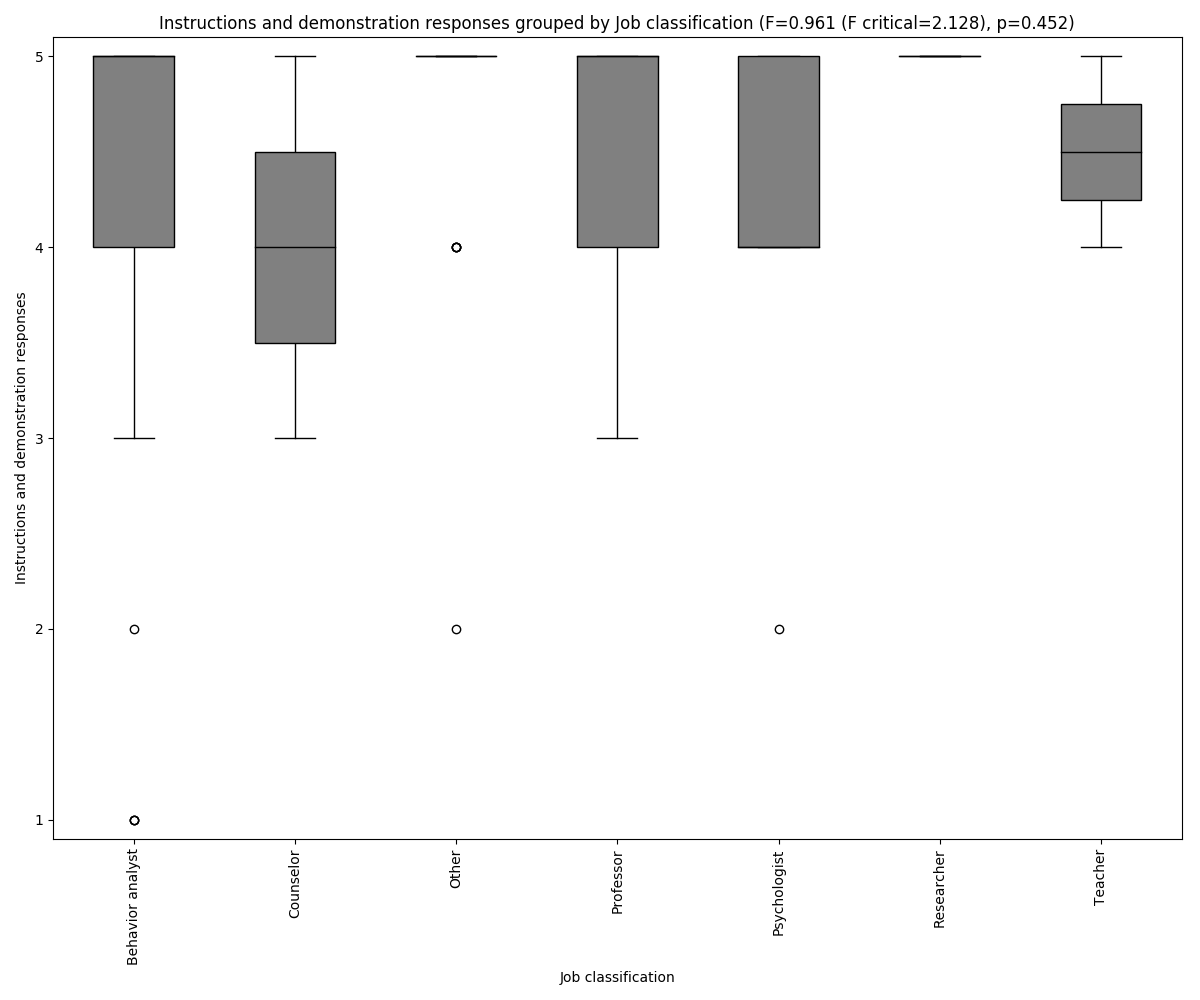 Instructions and demonstration responses grouped by Job classification (F=0.961 (F critical=2.128), p=0.452)
Instructions and demonstration responses
5
4
3
2
1
Behavior analyst
Counselor
Other
Professor
Psychologist
Researcher
Teacher
Job classification